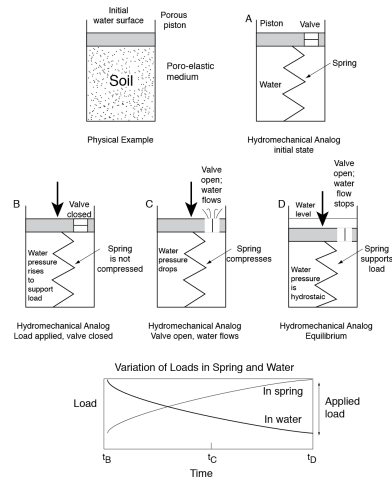 Initial
water surface
Porous
piston
Soil
Poro-elastic
medium
Physical Example
A
Piston
Valve
Water
Spring
Hydromechanical Analog
initial state
B
Valve
closed
Water
pressure
rises
to
support
load
Spring
is not
compressed
Hydromechanical Analog
Load applied, valve closed
C
Valve
open;
water
flows
Water
pressure
drops
Spring
compresses
Hydromechanical Analog
Valve open, water flows
D
Water
level
Valve
open;
water
flow
stops
Water
pressure
is hydrostaic
Spring
supports
load
Hydromechanical Analog
Equilibrium
Variation of Loads in Spring and Water
Load
In spring
In water
Applied
load
tB
tC
tD
Time